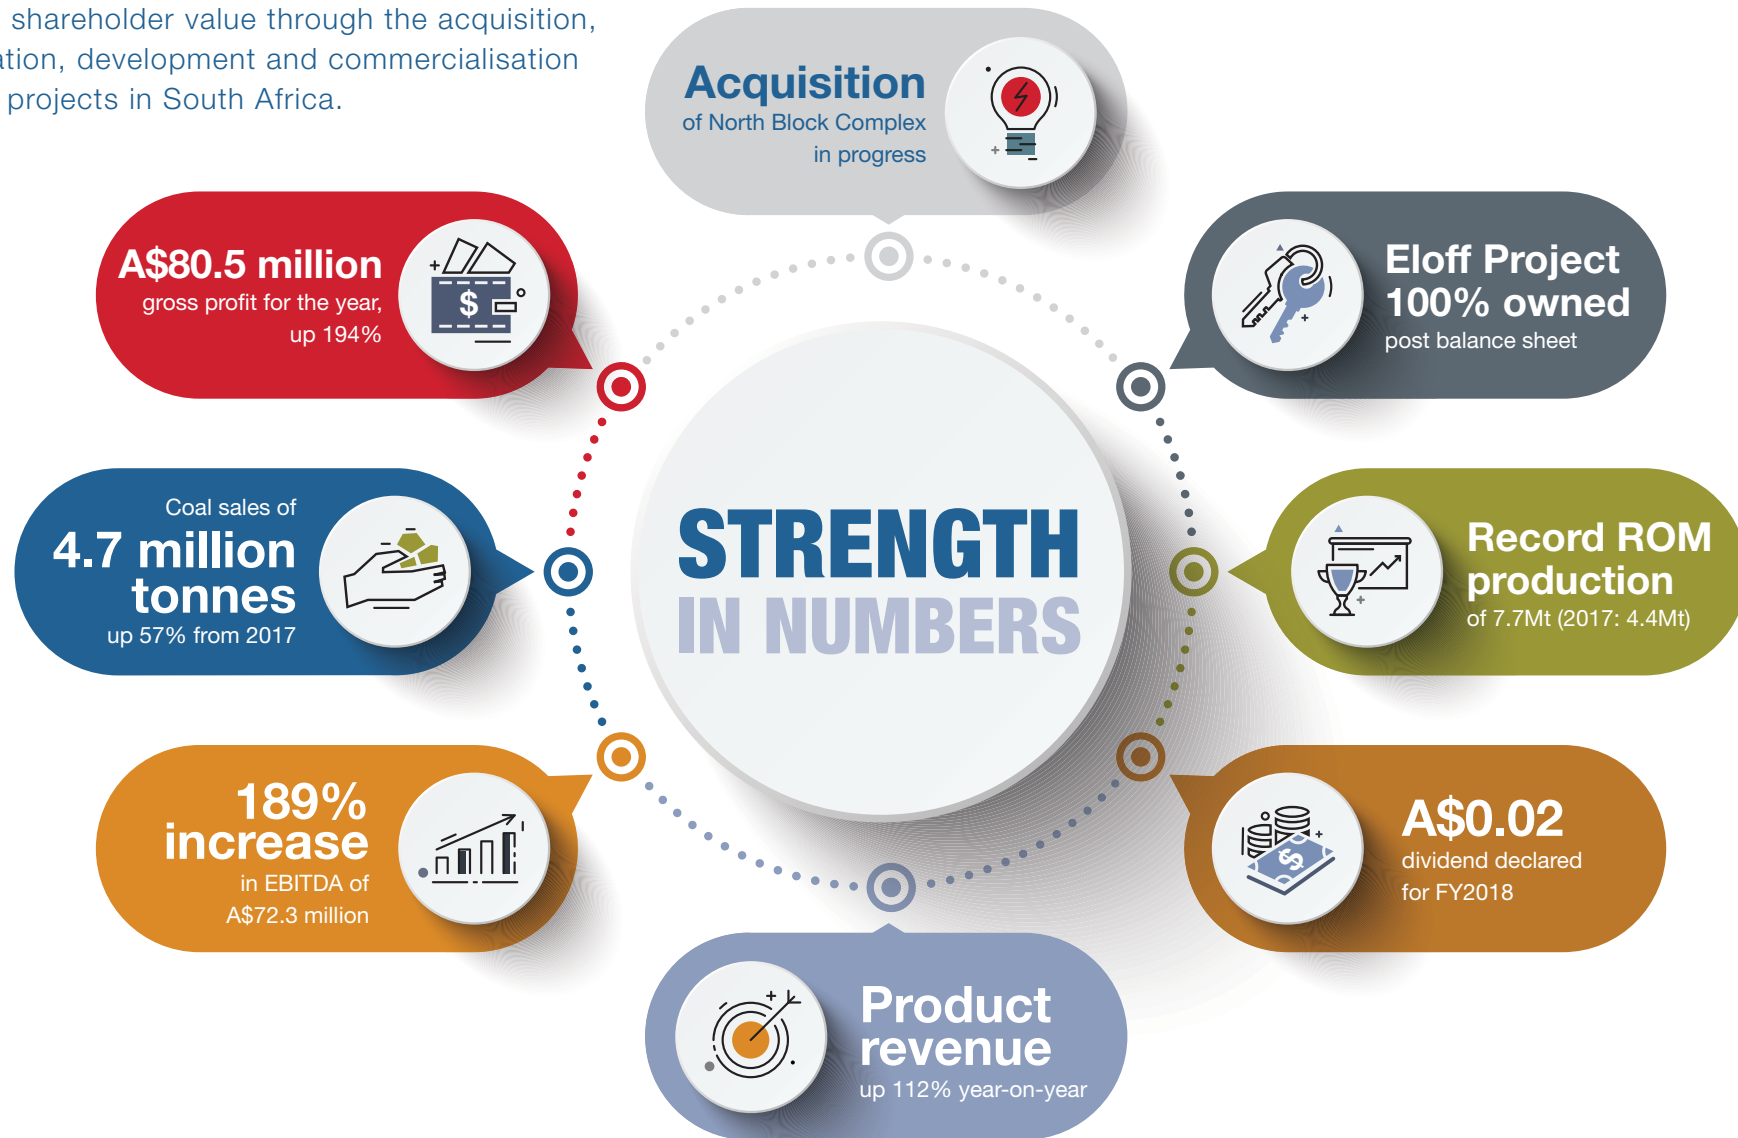 shareholder value through the acquisition,
ation, development and commercialisation
projects in South Africa.
Acquisition
of North Block Complex
in progress
A$80.5 million
gross profit for the year,
up 194%
$
Eloff Project
100% owned
post balance sheet
Coal sales of
4.7 million
tonnes
up 57% from 2017
STRENGTH
IN NUMBERS
Record ROM
production
of 7.7Mt (2017: 4.4Mt)
189%
increase
in EBITDA of
A$72.3 million
$
A$0.02
dividend declared
for FY2018
Product
revenue
up 112% year-on-year